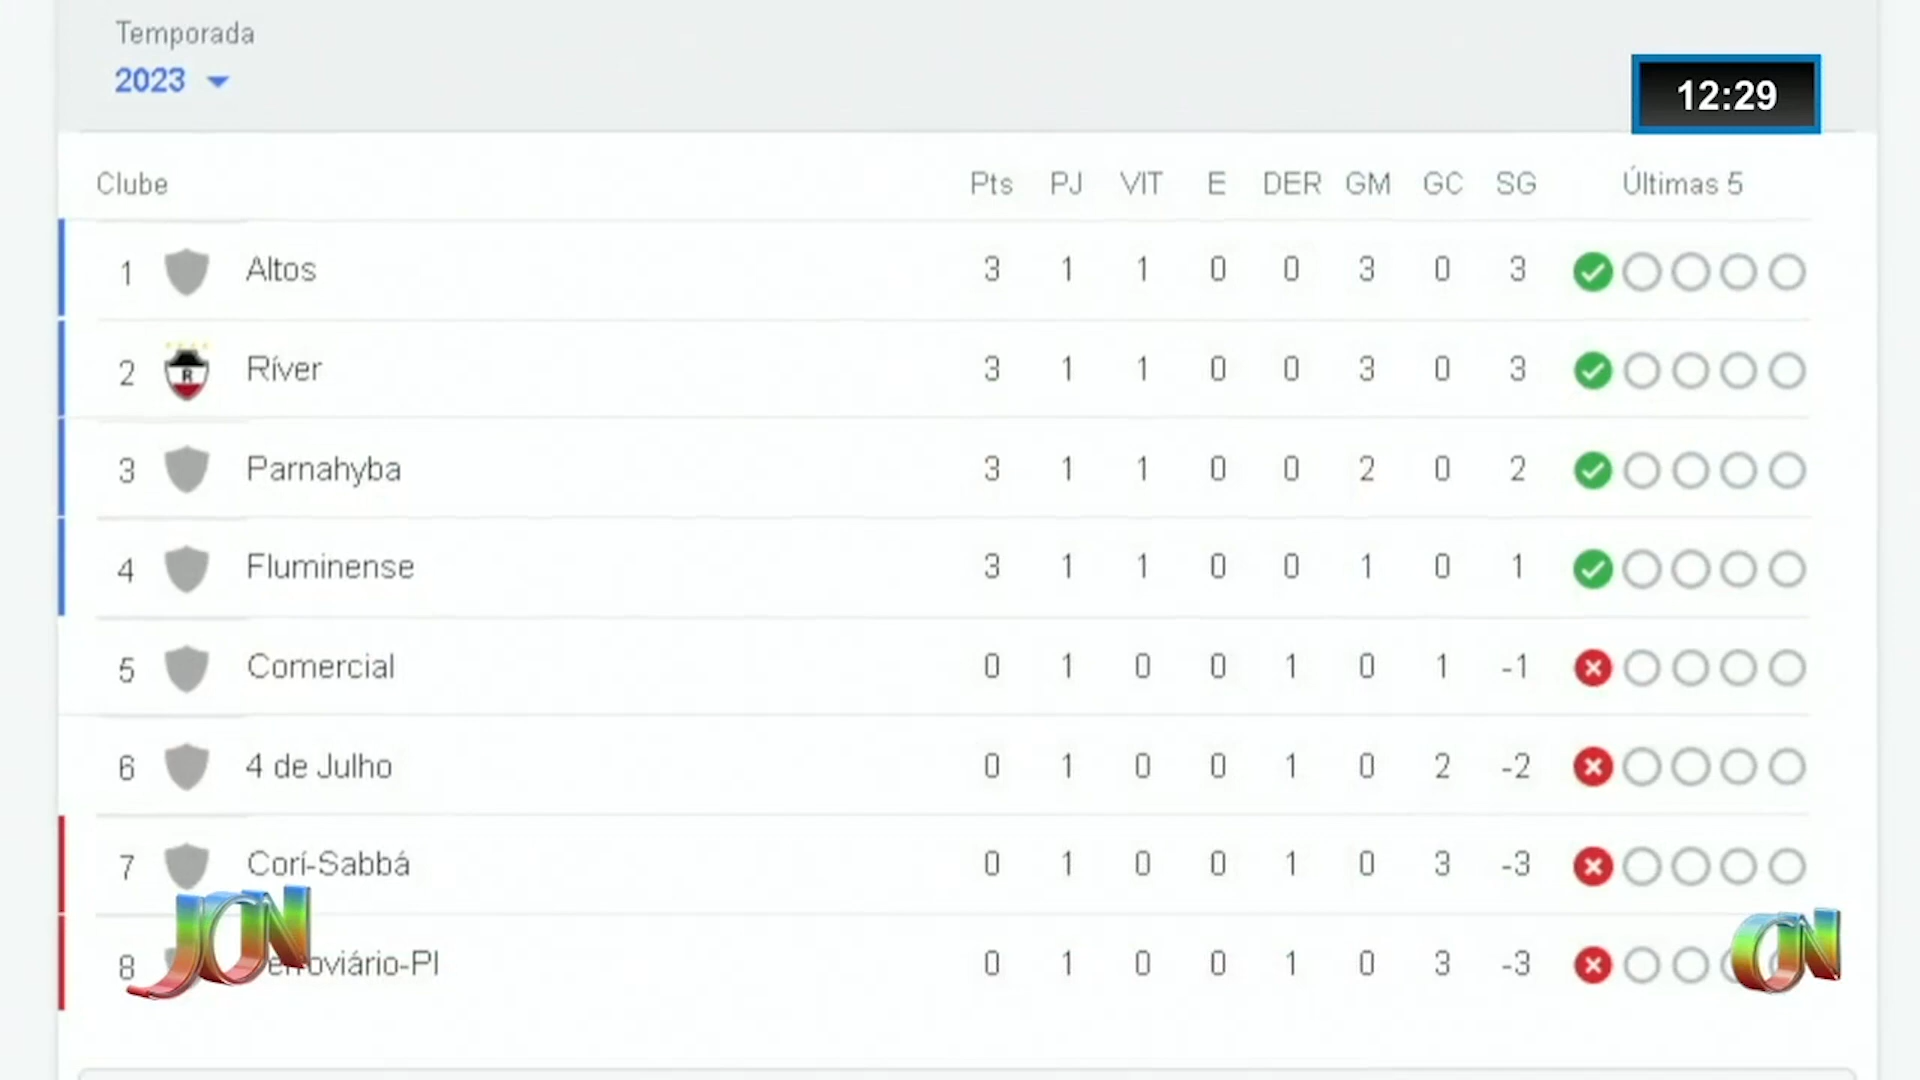 Temporada
2023
12:29
Clube Pts PJ VIT E DER GM GC SG Últimas 5
1 Altos 3 1 1 0 0 3 0 3
2 R Ríver 3 1 1 0 0 3 0 3
3 Parnahyba 3 1 1 0 0 2 0 2
4 Fluminense 3 1 1 0 0 1 0 1
5 Comercial 0 1 0 0 1 0 1 -1
6 4 de Julho 0 1 0 0 1 0 2 -2
7 Corí-Sabbá 0 1 0 0 1 0 3 -3
8 0 1 0 0 1 0 3 -3
JCN
CN